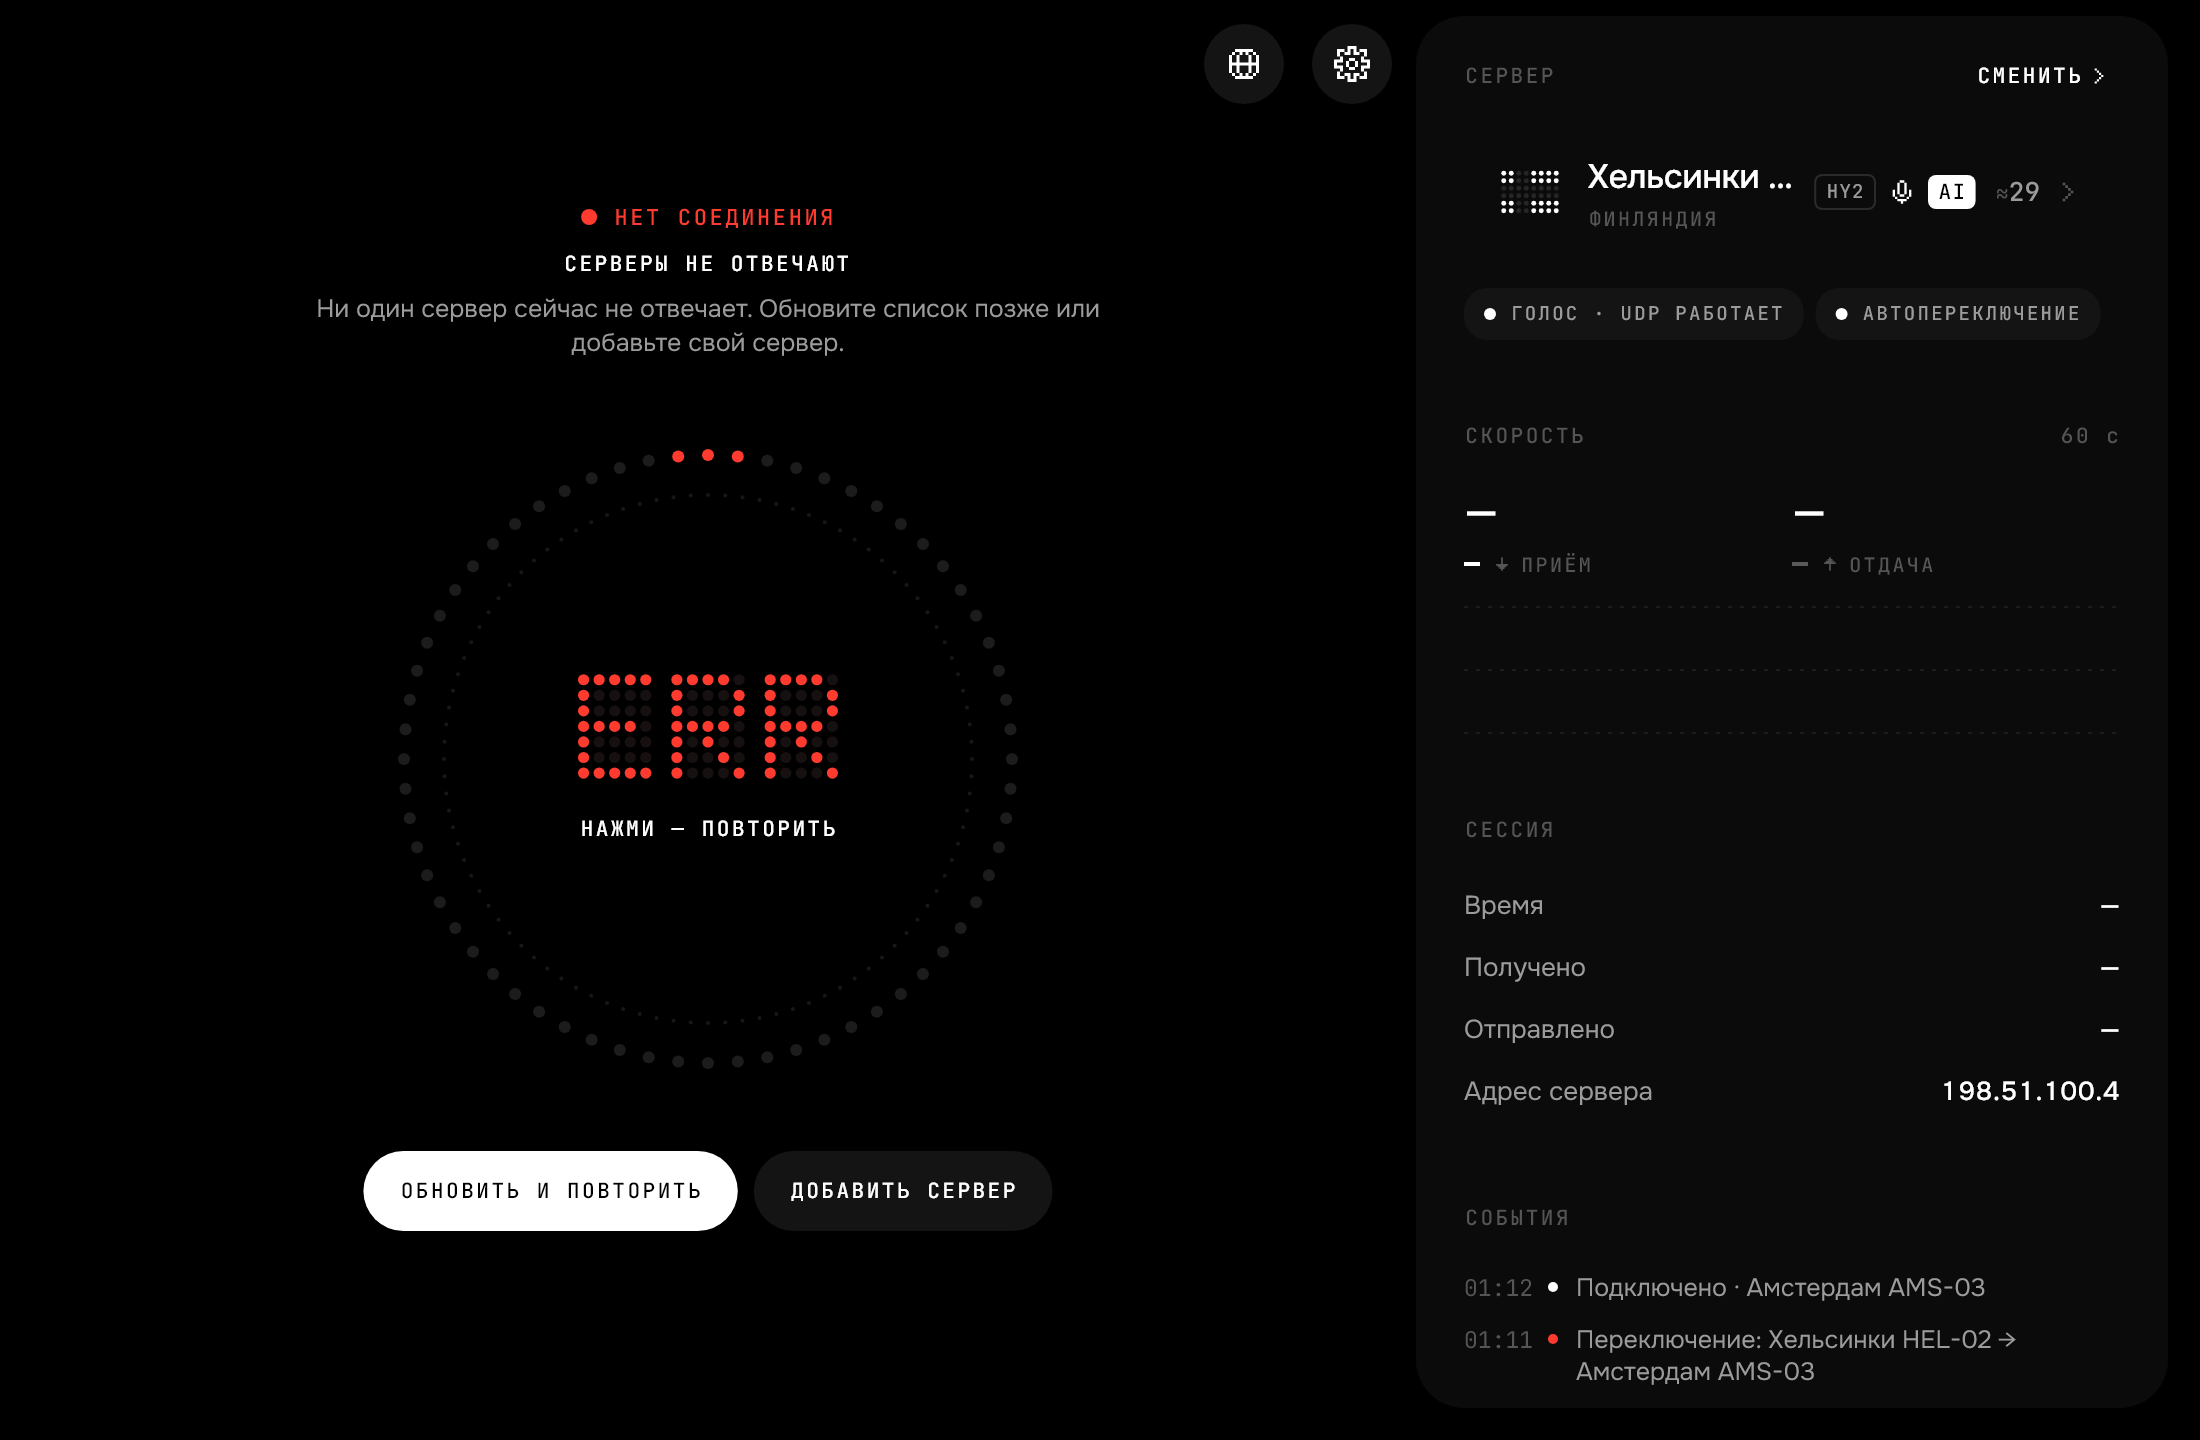 НЕТ СОЕДИНЕНИЯ
СЕРВЕРЫ НЕ ОТВЕЧАЮТ
Ни один сервер сейчас не отвечает. Обновите список позже или
добавьте свой сервер.
ERR
НАЖМИ — ПОВТОРИТЬ
ОБНОВИТЬ И ПОВТОРИТЬ
ДОБАВИТЬ СЕРВЕР
СЕРВЕР
СМЕНИТЬ
Хельсинки ...
ФИНЛЯНДИЯ
HY2
AI
≈29
ГОЛОС · UDP РАБОТАЕТ
АВТОПЕРЕКЛЮЧЕНИЕ
СКОРОСТЬ
60 с
— —
ПРИЁМ
ОТДАЧА
СЕССИЯ
Время —
Получено —
Отправлено —
Адрес сервера 198.51.100.4
СОБЫТИЯ
01:12 Подключено · Амстердам AMS-03
01:11 Переключение: Хельсинки HEL-02 →
Амстердам AMS-03